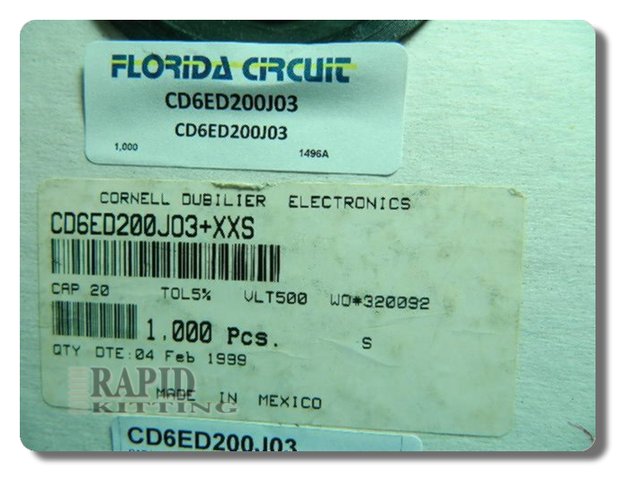 FLORIDA CIRCUIT
CD6ED200J03
CD6ED200J03
1,000 1496A
CORNELL DUBILIER ELECTRONICS
CD6ED200J03+XXS
CAP 20 TOL5% VLT500 WO#320092
1,000 Pcs. S
QTY DTE:04 Feb 1999
RAPID
KITTING
MADE IN MEXICO
CD6ED200J03